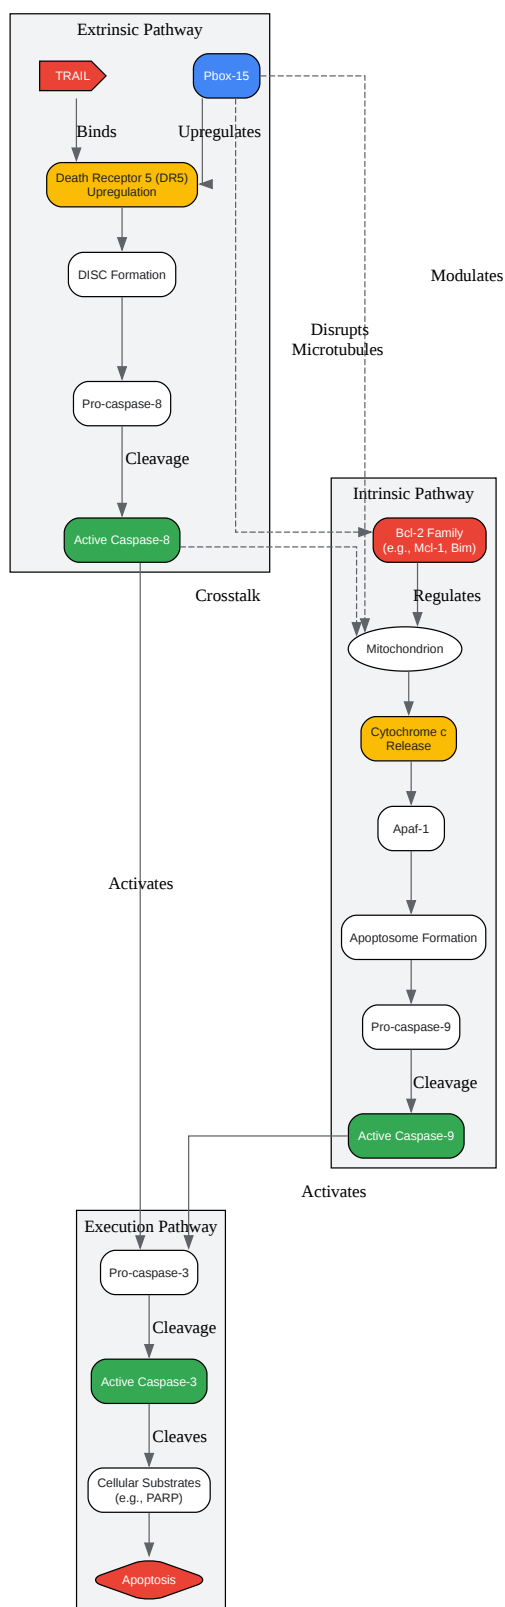 Extrinsic Pathway
TRAIL
Pbox-15
Binds
Upregulates
Death Receptor 5 (DR5)
Upregulation
DISC Formation
Modulates
Disrupts
Microtubules
Pro-caspase-8
Cleavage
Intrinsic Pathway
Active Caspase-8
Bcl-2 Family
(e.g., Mcl-1, Bim)
Crosstalk
Regulates
Mitochondrion
Cytochrome c
Release
Apaf-1
Activates
Apoptosome Formation
Pro-caspase-9
Cleavage
Active Caspase-9
Activates
Execution Pathway
Pro-caspase-3
Cleavage
Active Caspase-3
Cleaves
Cellular Substrates
(e.g., PARP)
Apoptosis